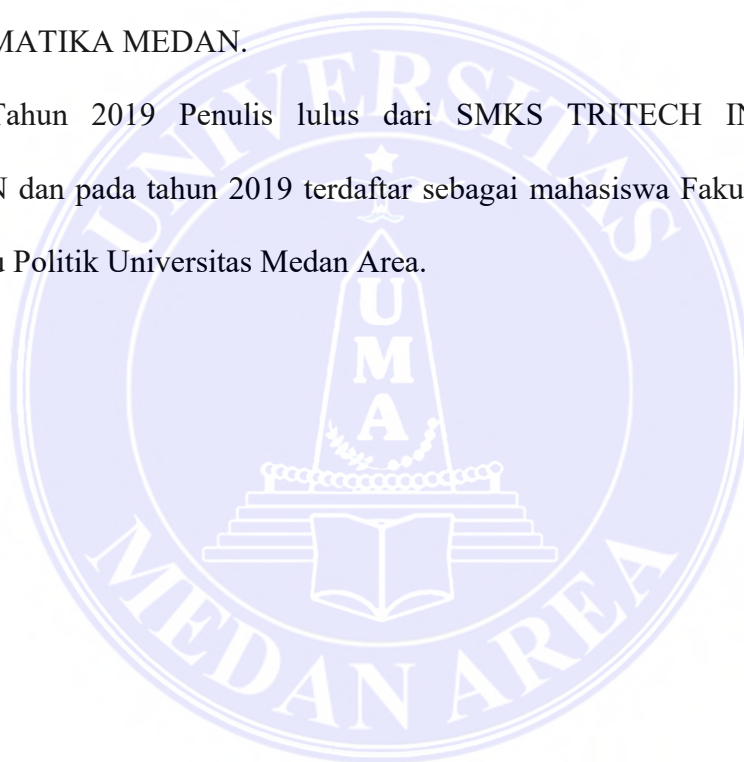 MATIKA MEDAN.
Tahun 2019 Penulis lulus dari SMKS TRITECH IN
N dan pada tahun 2019 terdaftar sebagai mahasiswa Faku
u Politik Universitas Medan Area.
UNIVERSITAS
U
M
A
MEDAN AREA